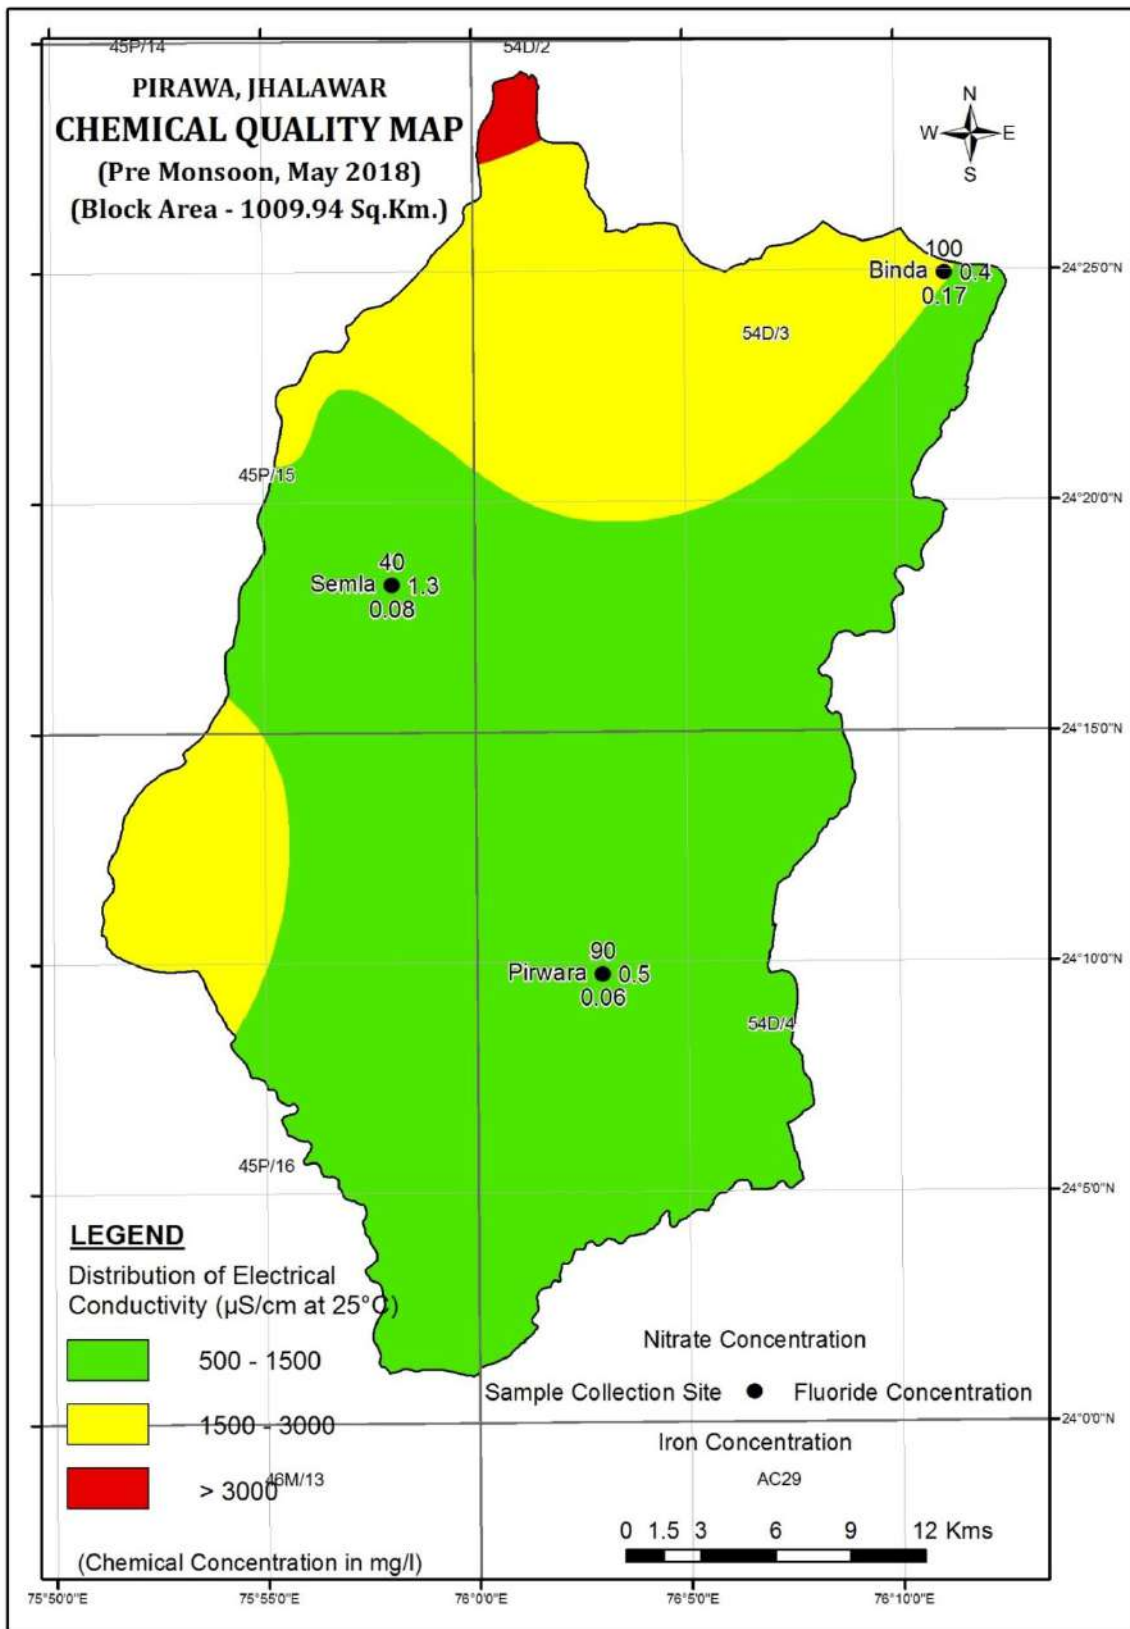 45P/14
54D/2
PIRAWA, JHALAWAR
CHEMICAL QUALITY MAP
(Pre Monsoon, May 2018)
(Block Area - 1009.94 Sq.Km.)
N
W E
S
100
Binda 0.4
0.17
24°25'0"N
54D/3
45P/15
24°20'0"N
40
Semla 1.3
0.08
24°15'0"N
90
Pirwara 0.5
0.06
24°10'0"N
54D/4
45P/16
24°5'0"N
LEGEND
Distribution of Electrical
Conductivity (µS/cm at 25°C)
500 - 1500
1500 - 3000
> 3000
46M/13
(Chemical Concentration in mg/l)
Nitrate Concentration
Sample Collection Site Fluoride Concentration
Iron Concentration
24°0'0"N
AC29
0 1.5 3 6 9 12 Kms
75°50'0"E 75°55'0"E 76°0'0"E 76°5'0"E 76°10'0"E